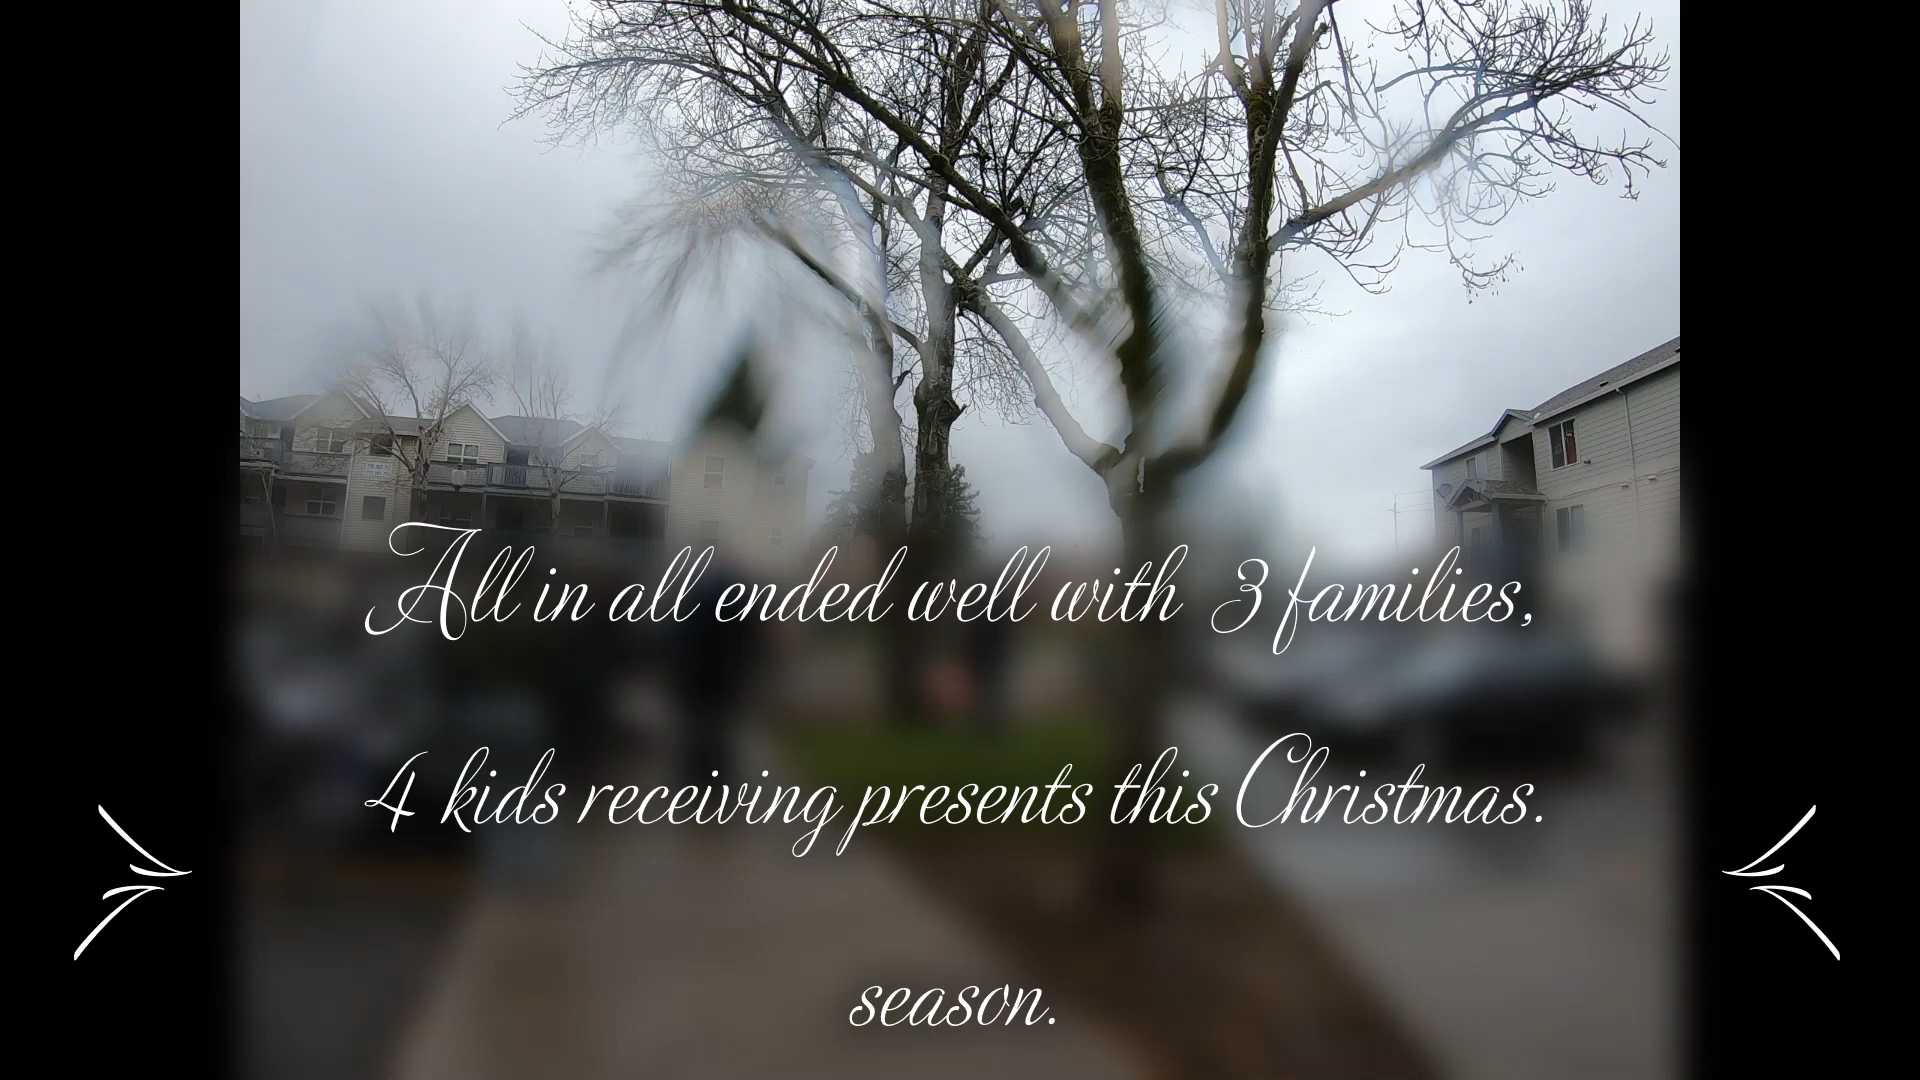 All in all ended well with 3 families,
4 kids receiving presents this Christmas.
season.